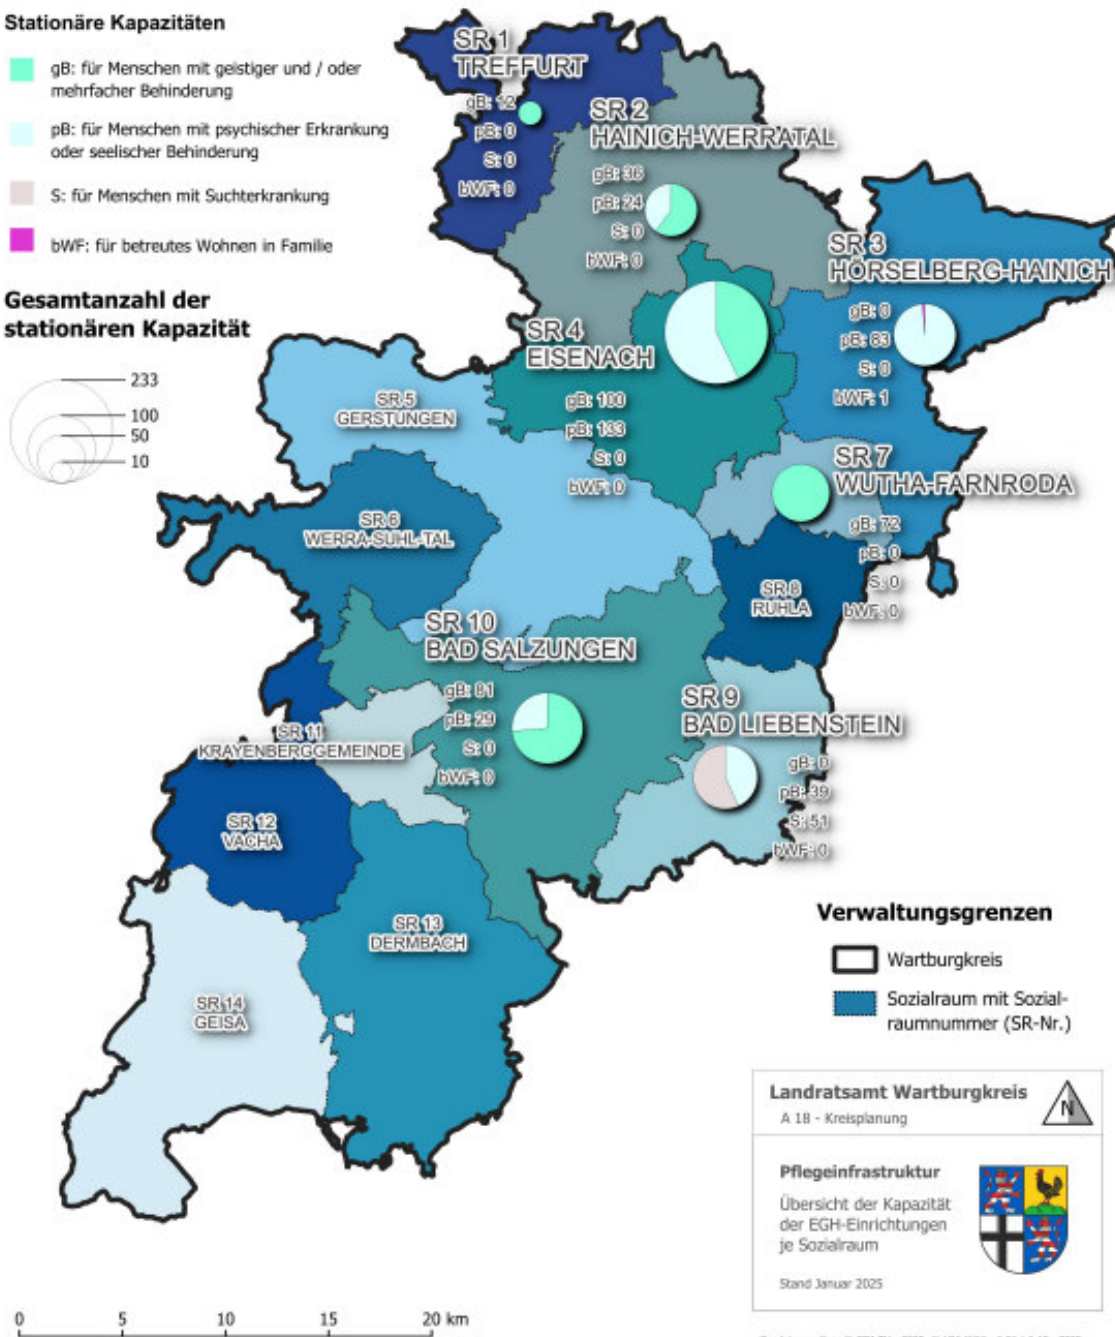 Stationäre Kapazitäten
gB: für Menschen mit geistiger und / oder
mehrfacher Behinderung
pB: für Menschen mit psychischer Erkrankung
oder seelischer Behinderung
S: für Menschen mit Suchterkrankung
bWF: für betreutes Wohnen in Familie
Gesamtanzahl der
stationären Kapazität
233
100
50
10
SR 1
TREFFURT
gB: 12
pB: 0
S: 0
bWF: 0
SR 2
HAINICH-WERRATAL
gB: 36
pB: 24
S: 0
bWF: 0
SR 3
HÖRSELBERG-HAINICH
gB: 0
pB: 83
S: 0
bWF: 1
SR 4
EISENACH
gB: 100
pB: 133
S: 0
bWF: 0
SR 5
GERSTUNGEN
SR 6
WERRA-SUHL-TAL
SR 7
WUTHA-FARNRODA
gB: 72
pB: 0
S: 0
bWF: 0
SR 8
RUHLA
SR 10
BAD SALZUNGEN
gB: 81
pB: 29
S: 0
bWF: 0
SR 9
BAD LIEBENSTEIN
gB: 0
pB: 39
S: 51
bWF: 0
SR 11
KRAYENBERGGEMEINDE
SR 12
VACHA
SR 13
DERMBACH
SR 14
GEISA
Verwaltungsgrenzen
Wartburgkreis
Sozialraum mit Sozial-
raumnummer (SR-Nr.)
Landratsamt Wartburgkreis
A 18 - Kreisplanung
N
Pflegeinfrastruktur
Übersicht der Kapazität
der EGH-Einrichtungen
je Sozialraum
Stand Januar 2025
0 5 10 15 20 km